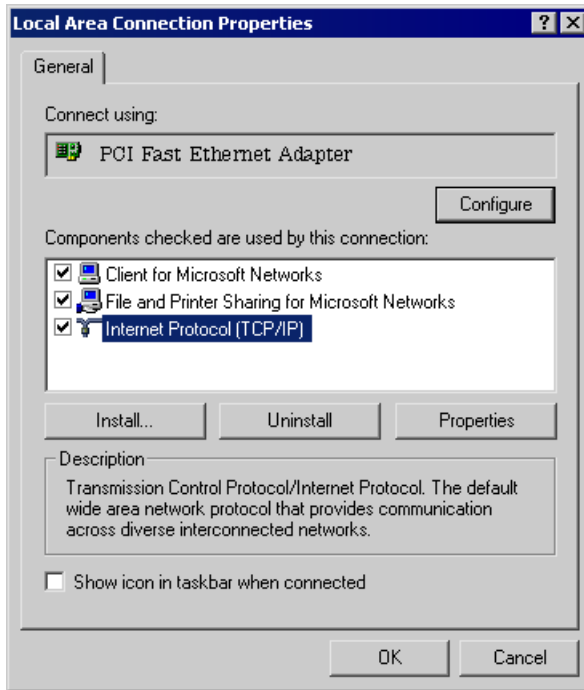 Local Area Connection Properties
General
Connect using:
PCI Fast Ethernet Adapter
Configure
Components checked are used by this connection:
Client for Microsoft Networks
File and Printer Sharing for Microsoft Networks
Internet Protocol (TCP/IP)
Install...
Uninstall
Properties
Description
Transmission Control Protocol/Internet Protocol. The default
wide area network protocol that provides communication
across diverse interconnected networks.
Show icon in taskbar when connected
OK
Cancel